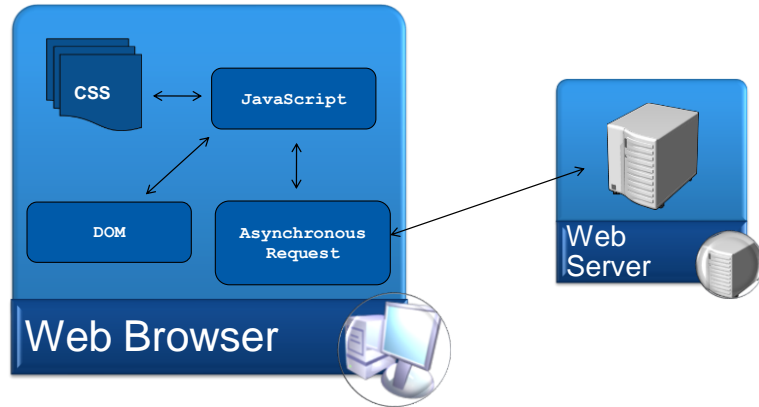 CSS
JavaScript
DOM
Asynchronous
Request
Web Browser
Web
Server